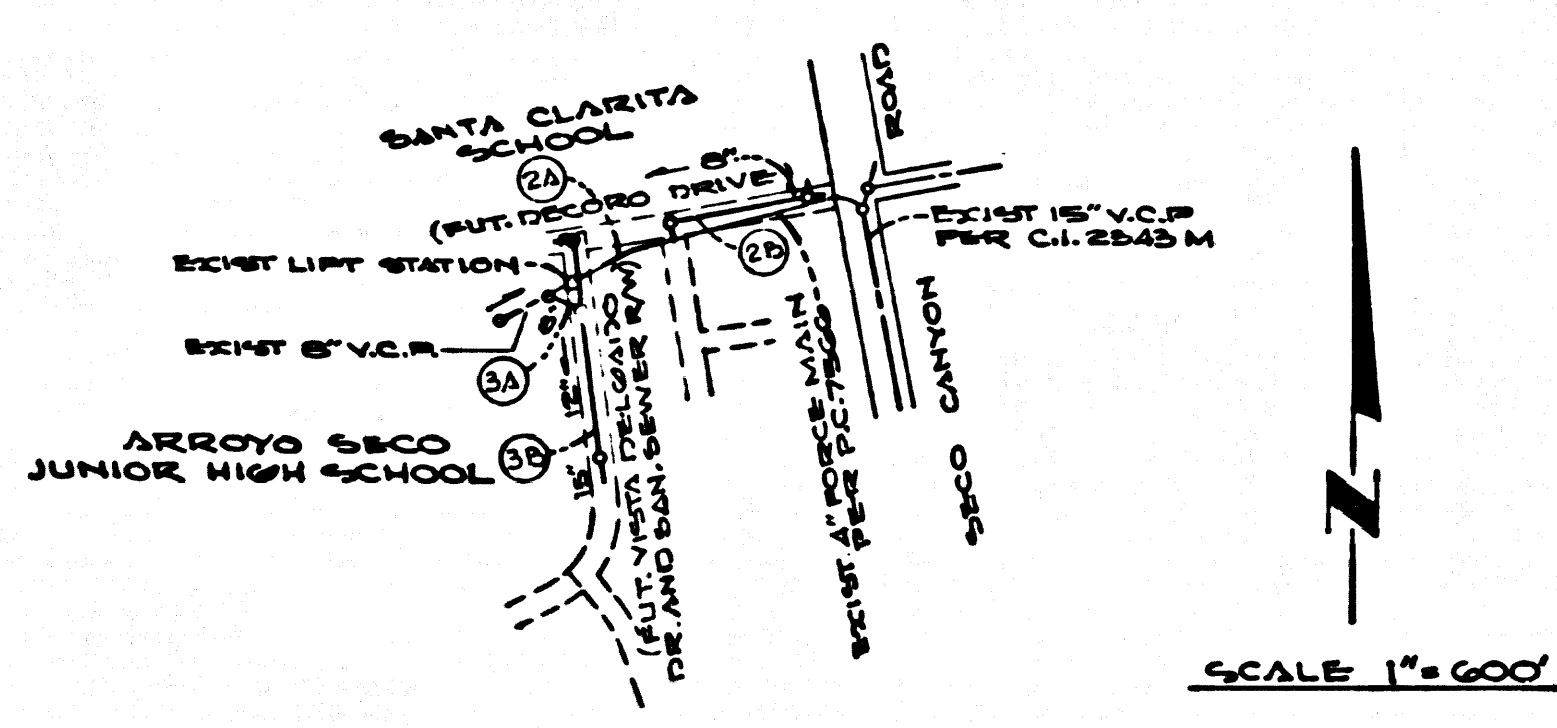 SANTA CLARITA
SCHOOL
2A
8"
(FUT. DECORO DRIVE
ROAD
EXIST 15" V.C.P
PER C.I. 2343 M
2B
EXIST LIFT STATION
8"
EXIST 8" V.C.P.
3A
12"
ARROYO SECO
JUNIOR HIGH SCHOOL
3B
15"
(FUT. VISTA DELGADO
DR. AND SAN. SEWER R/W)
EXIST. 4" FORCE MAIN
PER P.C. 7566
SECO CANYON
N
SCALE 1"=600'